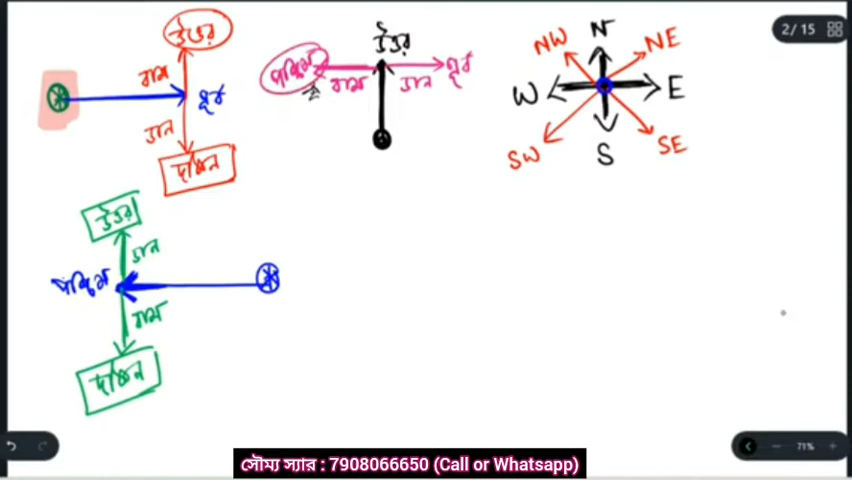 উত্তর
বাম
পূর্ব
ডান
দক্ষিন
উত্তর
পশ্চিম
বাম
ডান
পূর্ব
N
NW
NE
W
E
SW
S
SE
2/15
উত্তর
ডান
পশ্চিম
বাম
দক্ষিন
71%
সৌম্য স্যার : 7908066650 (Call or Whatsapp)